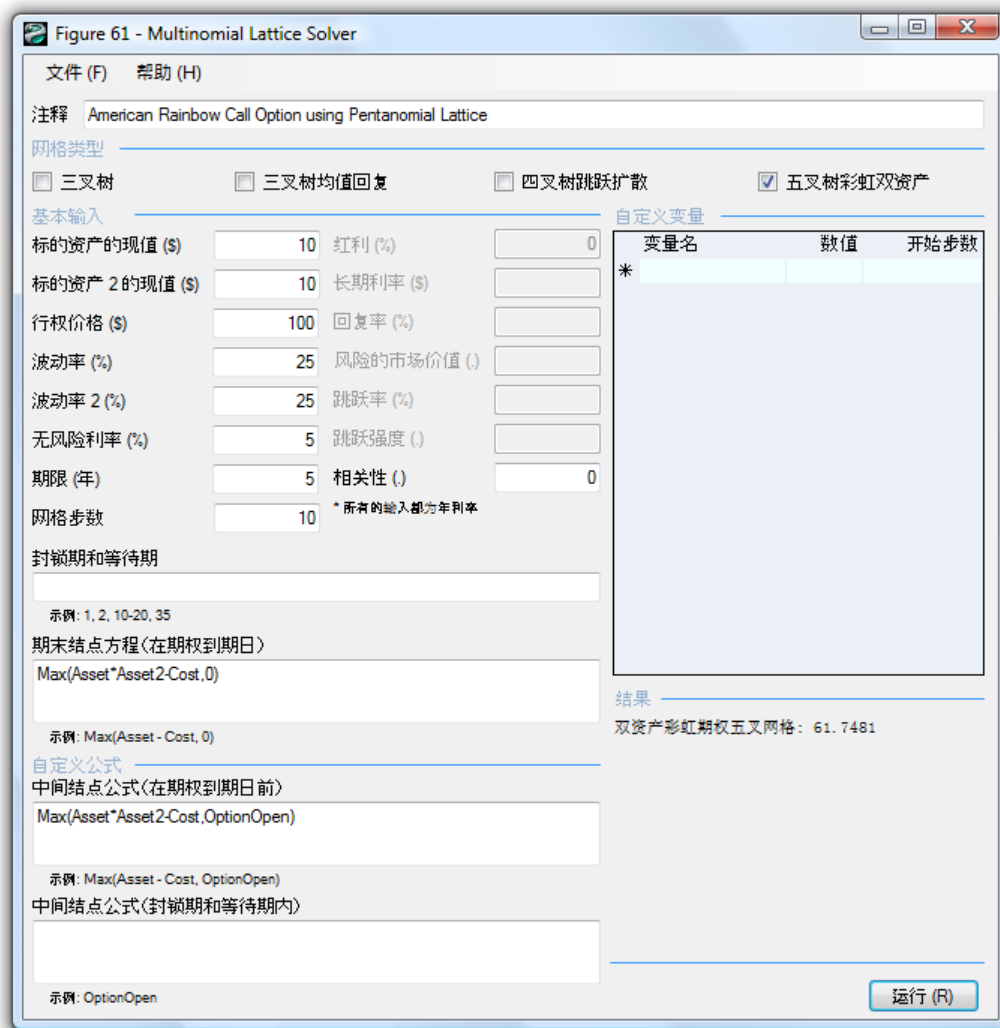 Figure 61 - Multinomial Lattice Solver
文件 (F) 帮助 (H)
注释 American Rainbow Call Option using Pentanomial Lattice
网格类型
三叉树 三叉树均值回复 四叉树跳跃扩散 五叉树彩虹双资产
基本输入 自定义变量
标的资产的现值 ($) 10 红利 (%) 0 变量名 数值 开始步数
标的资产 2 的现值 ($) 10 长期利率 ($) *
行权价格 ($) 100 回复率 (%)
波动率 (%) 25 风险的市场价值 (.)
波动率 2 (%) 25 跳跃率 (%)
无风险利率 (%) 5 跳跃强度 (.)
期限 (年) 5 相关性 (.) 0
网格步数 10 * 所有的输入都为年利率
封锁期和等待期
示例: 1, 2, 10-20, 35
期末结点方程(在期权到期日)
Max(Asset*Asset2-Cost,0)
结果
双资产彩虹期权五叉网格: 61.7481
示例: Max(Asset - Cost, 0)
自定义公式
中间结点公式(在期权到期日前)
Max(Asset*Asset2-Cost,OptionOpen)
示例: Max(Asset - Cost, OptionOpen)
中间结点公式(封锁期和等待期内)
示例: OptionOpen
运行 (R)